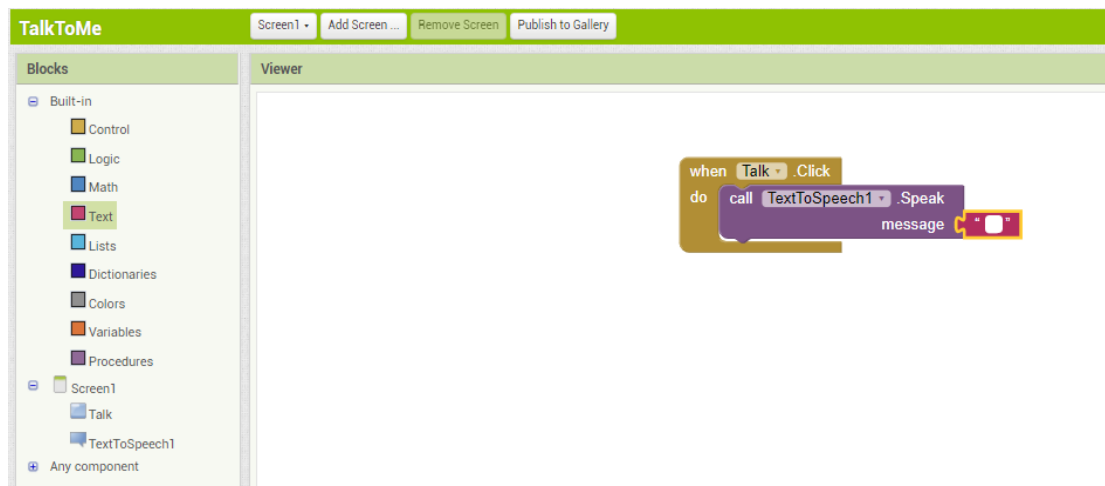 TalkToMe
Screen1 Add Screen ... Remove Screen Publish to Gallery
Blocks
Viewer
Built-in
Control
Logic
Math
Text
Lists
Dictionaries
Colors
Variables
Procedures
Screen1
Talk
TextToSpeech1
Any component
when Talk .Click
do call TextToSpeech1 .Speak
message " "